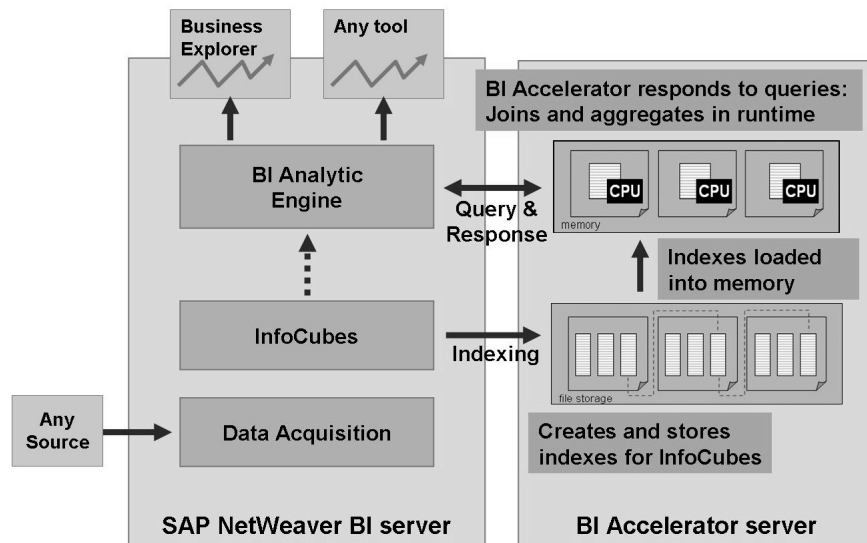 Business
Explorer
Any tool
BI Accelerator responds to queries:
Joins and aggregates in runtime
BI Analytic
Engine
Query &
Response
CPU
CPU
CPU
memory
Indexes loaded
into memory
InfoCubes
Indexing
file storage
Any
Source
Data Acquisition
Creates and stores
indexes for InfoCubes
SAP NetWeaver BI server
BI Accelerator server